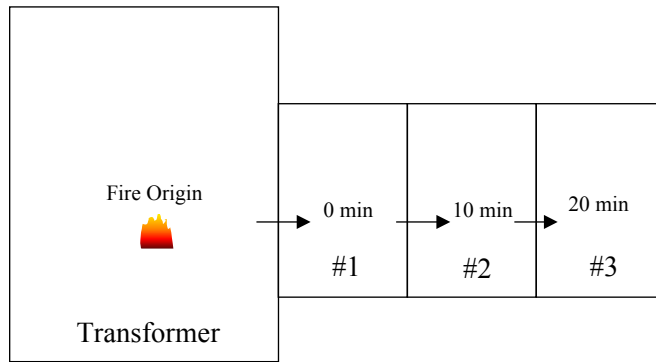 Fire Origin
0 min
10 min
20 min
#1
#2
#3
Transformer